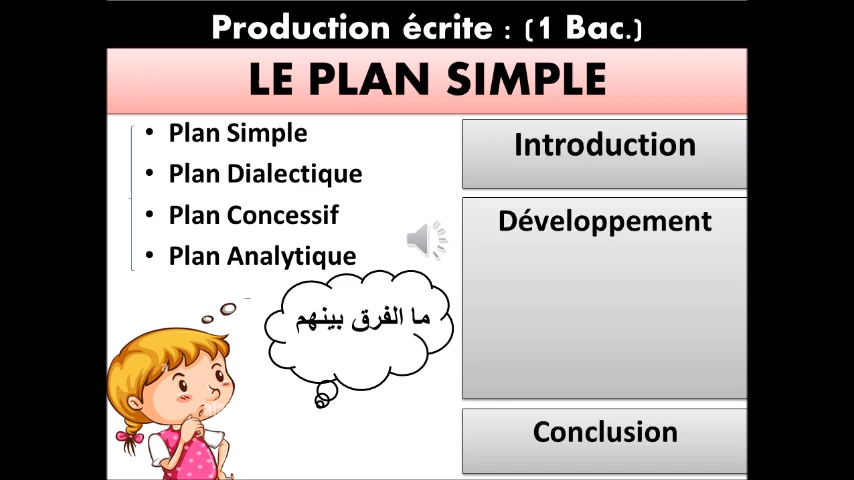 Production écrite : (1 Bac.)
LE PLAN SIMPLE
• Plan Simple
• Plan Dialectique
• Plan Concessif
• Plan Analytique
ما الفرق بينهم
Introduction
Développement
Conclusion